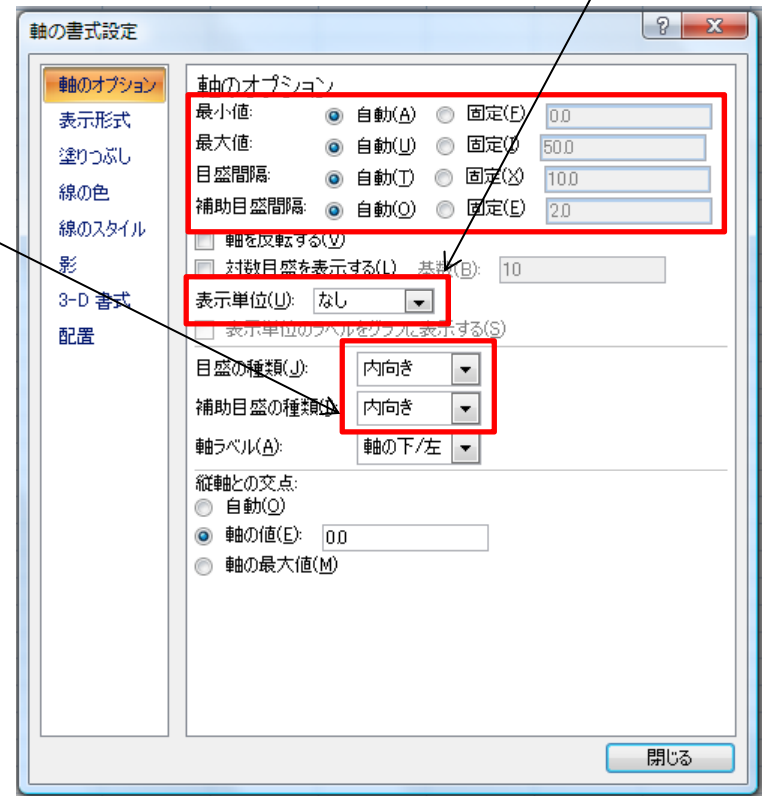 軸の書式設定
軸のオプション
表示形式
塗りつぶし
線の色
線のスタイル
影
3-D 書式
配置
軸のオプション
最小値: 自動(A) 固定(F) 0.0
最大値: 自動(U) 固定(I) 50.0
目盛間隔: 自動(T) 固定(X) 10.0
補助目盛間隔: 自動(O) 固定(E) 2.0
軸を反転する(V)
対数目盛を表示する(L) 基数(B): 10
表示単位(U): なし
表示単位のラベルをグラフに表示する(S)
目盛の種類(J): 内向き
補助目盛の種類(I): 内向き
軸ラベル(A): 軸の下/左
縦軸との交点:
自動(O)
軸の値(E): 0.0
軸の最大値(M)
閉じる